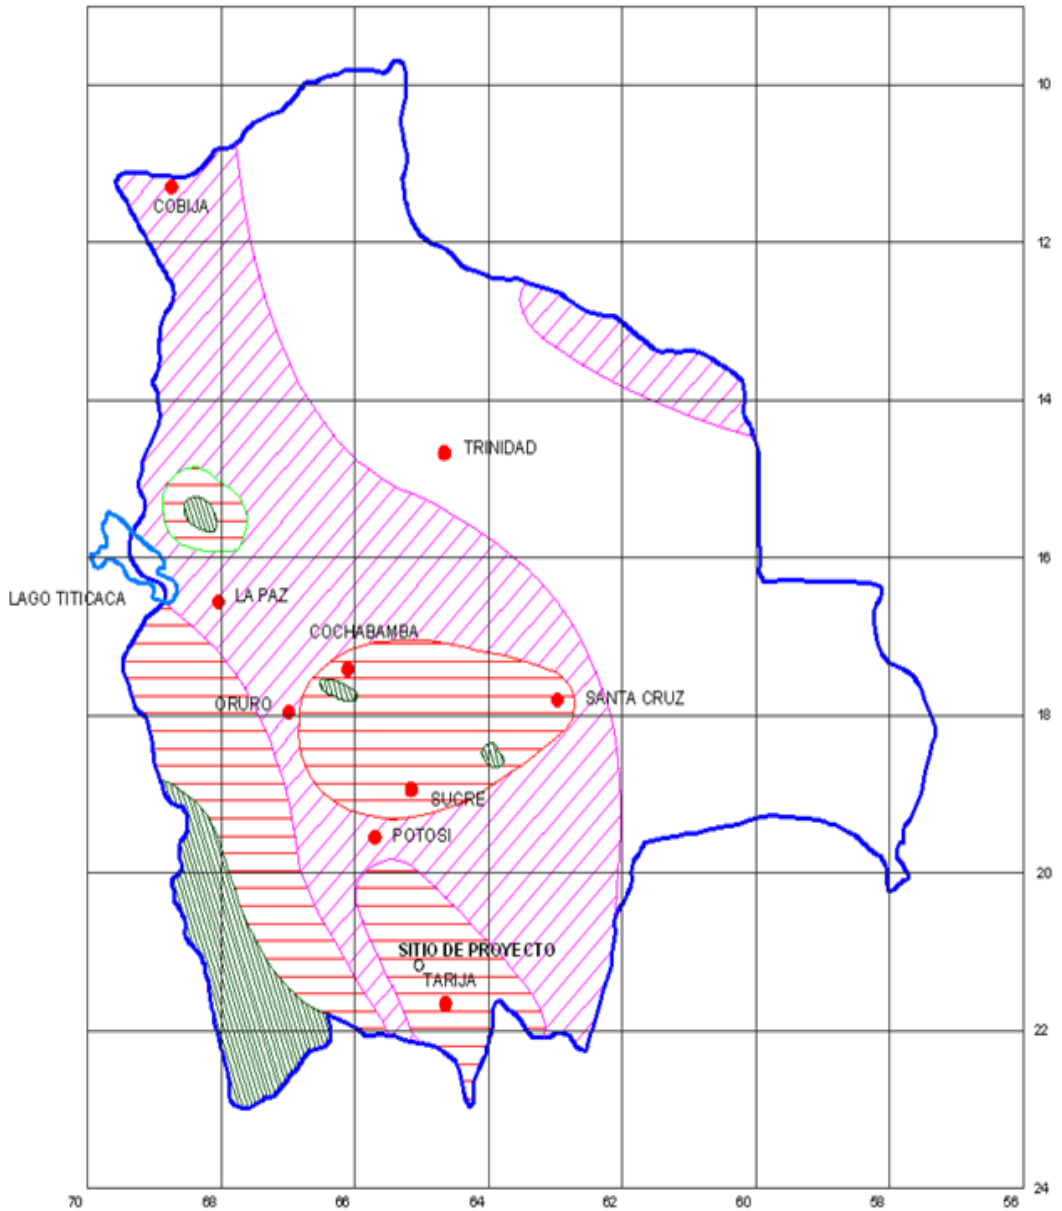 10
COBIJA
12
14
TRINIDAD
16
LAGO TITICACA
LA PAZ
COCHABAMBA
ORURO
SANTA CRUZ
18
SUCRE
POTOSI
20
SITIO DE PROYECTO
TARIJA
22
24
70 68 66 64 62 60 58 56